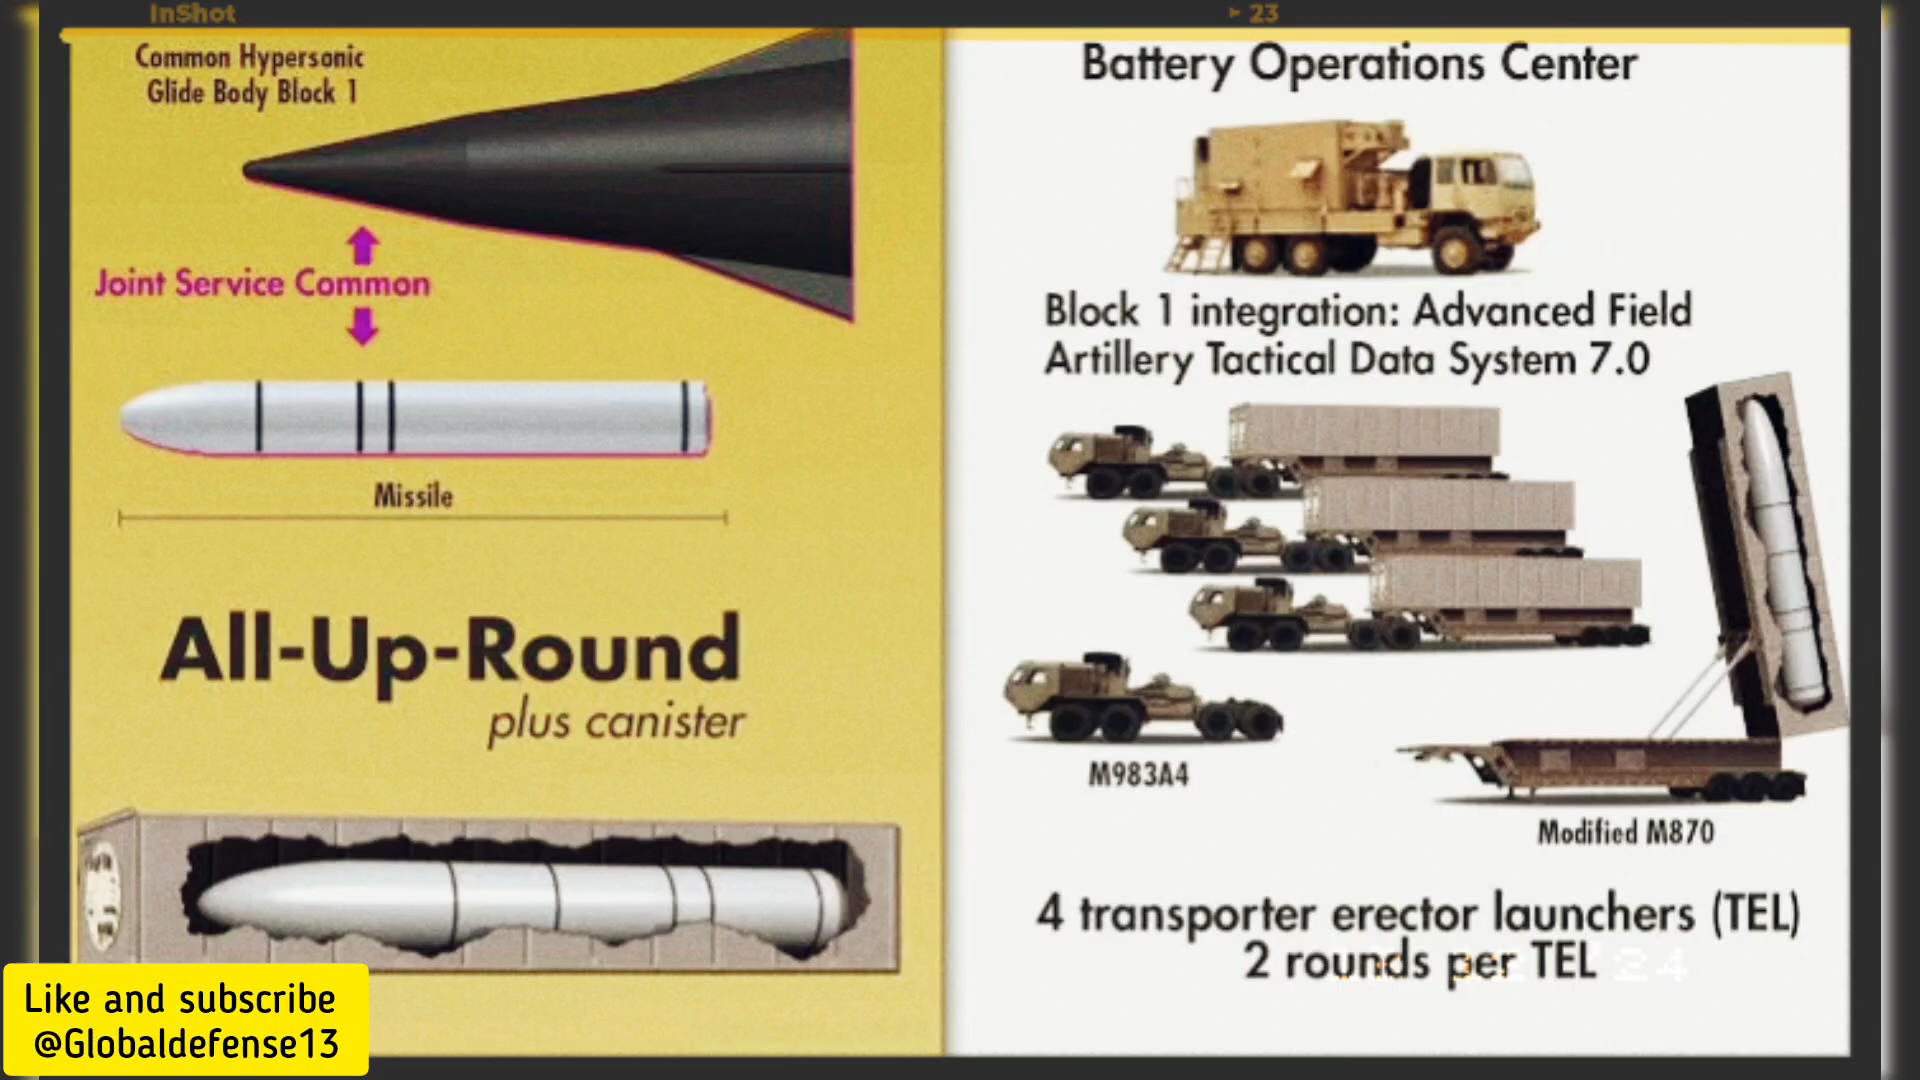 InShot
23
Common Hypersonic
Glide Body Block 1
Joint Service Common
Missile
All-Up-Round
plus canister
Battery Operations Center
Block 1 integration: Advanced Field
Artillery Tactical Data System 7.0
M983A4
Modified M870
4 transporter erector launchers (TEL)
2 rounds per TEL
Like and subscribe
@Globaldefense13